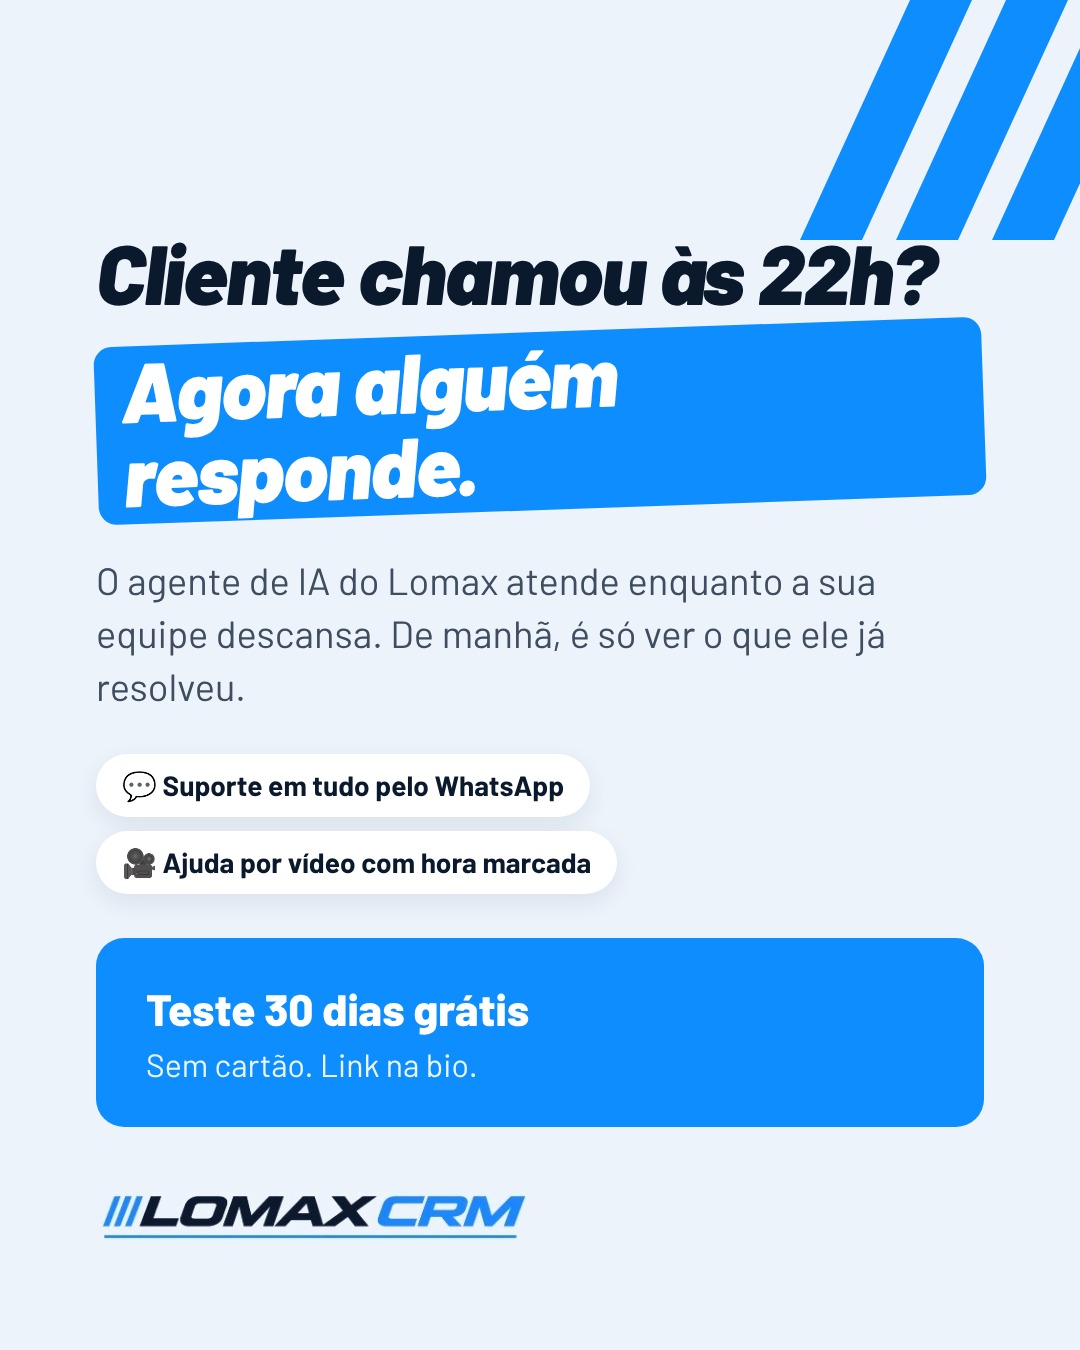 Cliente chamou às 22h?
Agora alguém
responde.
O agente de IA do Lomax atende enquanto a sua
equipe descansa. De manhã, é só ver o que ele já
resolveu.
💬 Suporte em tudo pelo WhatsApp
🎥 Ajuda por vídeo com hora marcada
Teste 30 dias grátis
Sem cartão. Link na bio.
LOMAX CRM